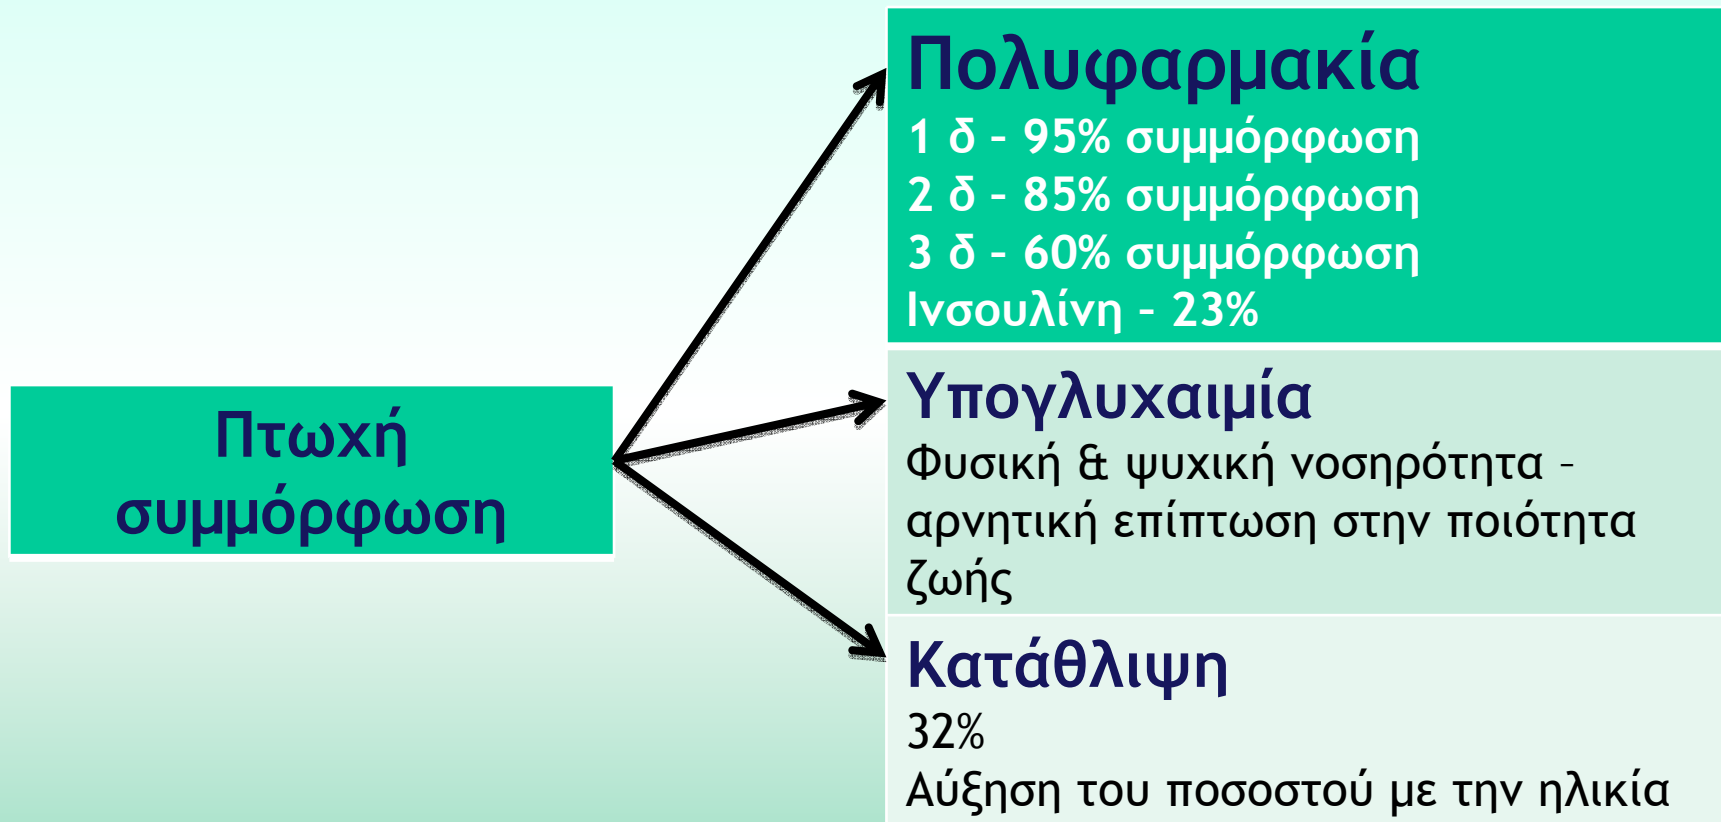 Πτωχή
συμμόρφωση
Πολυφαρμακία
1 δ – 95% συμμόρφωση
2 δ – 85% συμμόρφωση
3 δ – 60% συμμόρφωση
Ινσουλίνη – 23%
Υπογλυχαιμία
Φυσική & ψυχική νοσηρότητα –
αρνητική επίπτωση στην ποιότητα
ζωής
Κατάθλιψη
32%
Αύξηση του ποσοστού με την ηλικία